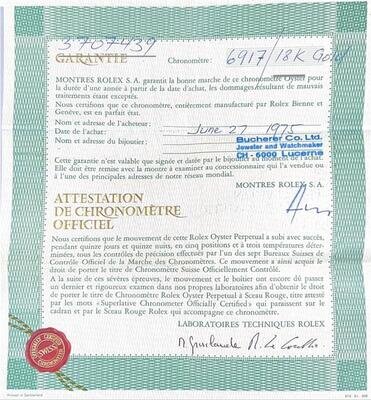 3707439
GARANTIE Chronomètre: 6917/18K Gold
MONTRES ROLEX S.A. garantit la bonne marche de ce chronomètre Oyster pour
la durée d'une année à partir de la date d'achat, les dommages résultant de mauvais
traitements étant exceptés.
Nous certifions que ce chronomètre, entièrement manufacturé par Rolex Bienne et
Genève, est en parfait état.
Nom et adresse de l'acheteur:
Date de l'achat: June 27 1975
Nom et adresse du bijoutier:
Bucherer Co. Ltd.
Jeweler and Watchmaker
CH-6000 Lucerne
Cette garantie n'est valable que signée et datée par le bijoutier au moment de l'achat.
Elle doit être remise avec la montre à examiner au concessionnaire qui l'a vendue ou
à l'une des principales adresses de notre réseau mondial.
MONTRES ROLEX S.A.
ATTESTATION
DE CHRONOMÈTRE
OFFICIEL
Nous certifions que le mouvement de cette Rolex Oyster Perpetual a subi avec succès,
pendant quinze jours et quinze nuits, en cinq positions et à trois températures déter-
minées, tous les contrôles de précision effectués par l'un des sept Bureaux Suisses de
Contrôle Officiel de la Marche des Chronomètres. Ce mouvement a ainsi acquis le
droit de porter le titre de Chronomètre Suisse Officiellement Contrôlé.
A la suite de ces sévères épreuves, le mouvement et le boîtier ont encore dû passer
un dernier et rigoureux examen dans nos propres laboratoires afin d'obtenir le droit
de porter le titre de Chronomètre Rolex Oyster Perpetual à Sceau Rouge, titre attesté
par les mots «Superlative Chronometer Officially Certified» qui paraissent sur le
cadran et par le Sceau Rouge Rolex qui accompagne ce chronomètre.
LABORATOIRES TECHNIQUES ROLEX
SWISS
Printed in Switzerland